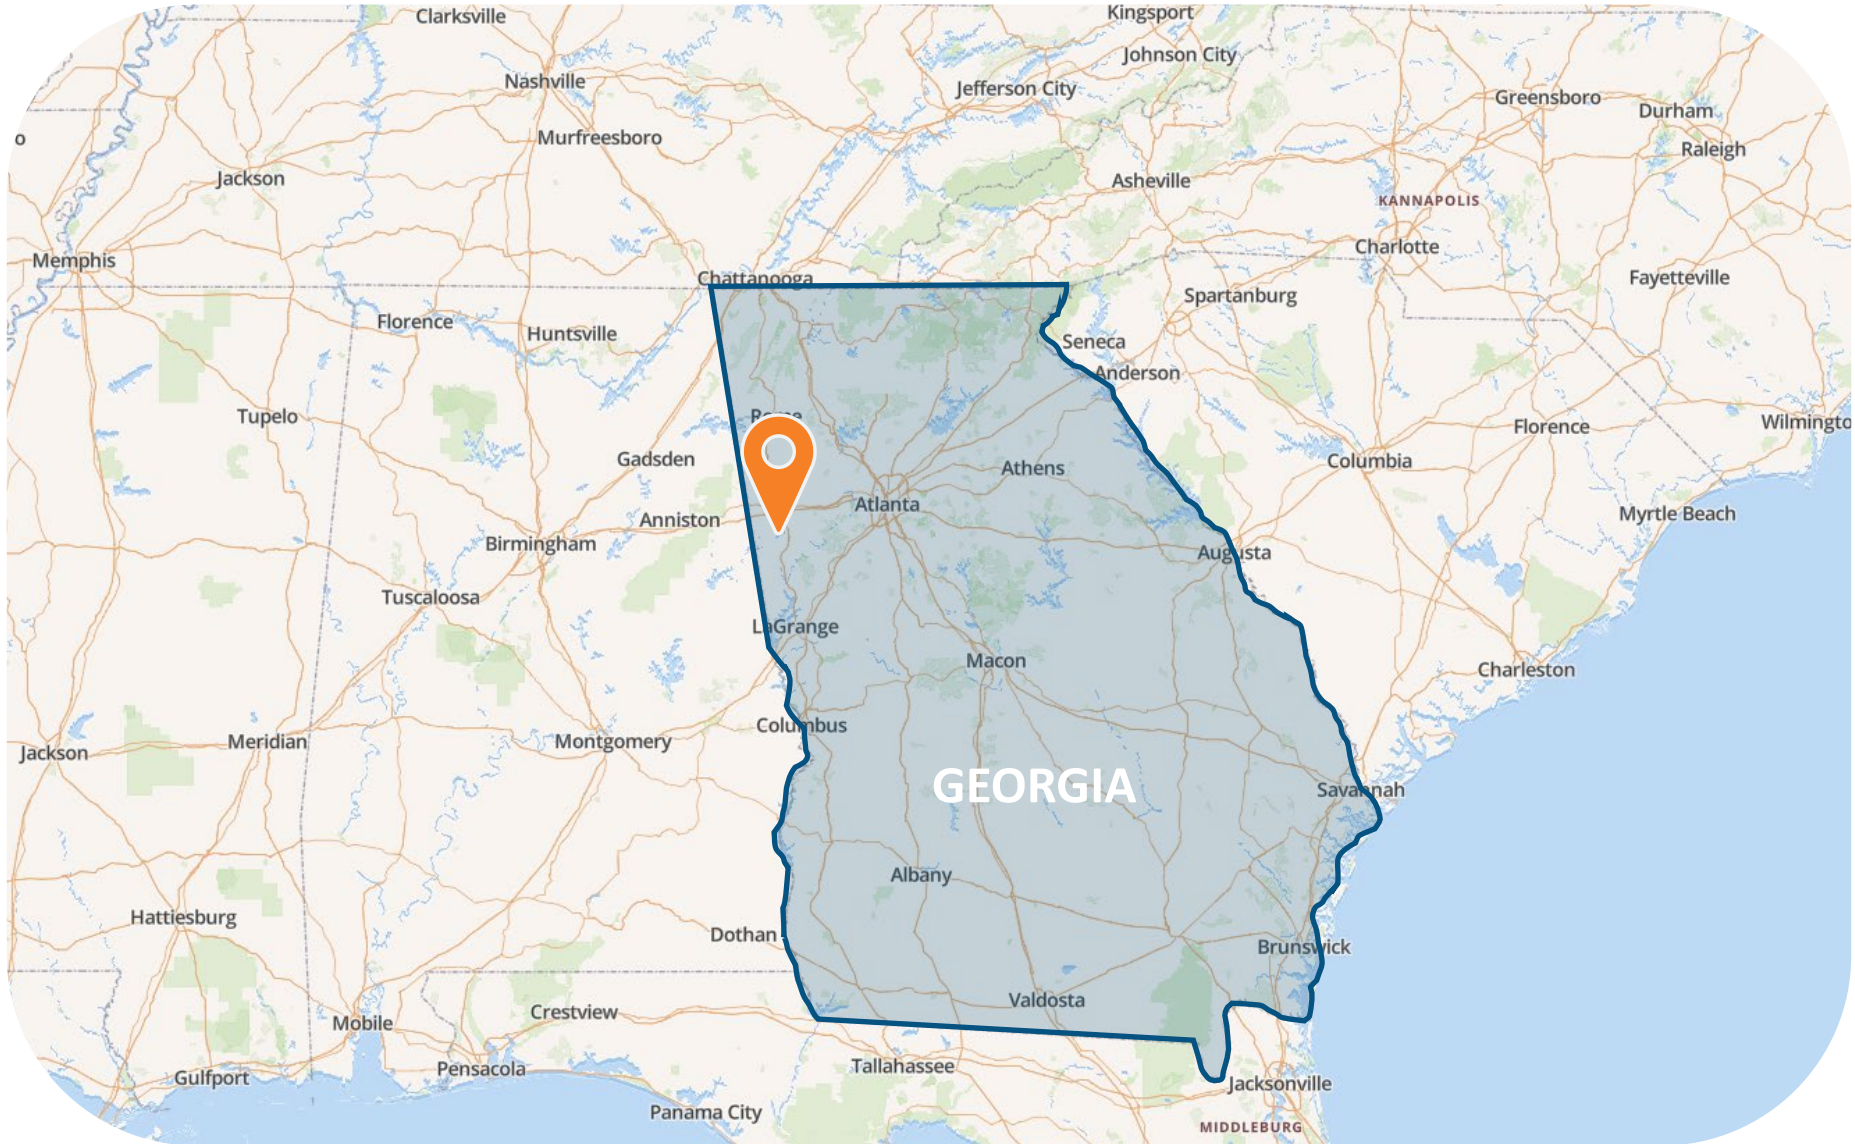 Clarksville
Kingsport
Johnson City
Nashville
Jefferson City
Greensboro
Durham
Murfreesboro
Raleigh
Jackson
Asheville
KANNAPOLIS
Charlotte
Memphis
Chattanooga
Fayetteville
Spartanburg
Florence
Huntsville
Seneca
Anderson
Tupelo
Rome
Florence
Wilmingto
Gadsden
Athens
Columbia
Atlanta
Anniston
Myrtle Beach
Birmingham
Augusta
Tuscaloosa
LaGrange
Macon
Charleston
Columbus
Jackson
Meridian
Montgomery
GEORGIA
Savannah
Albany
Hattiesburg
Dothan
Brunswick
Valdosta
Crestview
Mobile
Tallahassee
Pensacola
Gulfport
Jacksonville
Panama City
MIDDLEBURG